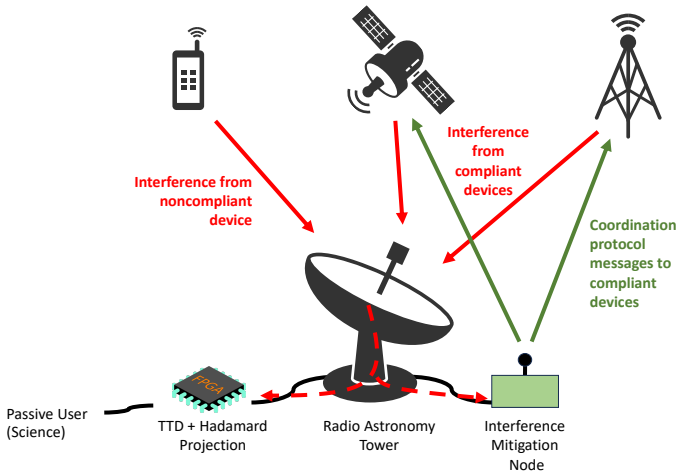 Interference
from
compliant
devices
Interference from
noncompliant
device
Coordination
protocol
messages to
compliant
devices
FPGA
Passive User
(Science)
TTD + Hadamard
Projection
Radio Astronomy
Tower
Interference
Mitigation
Node